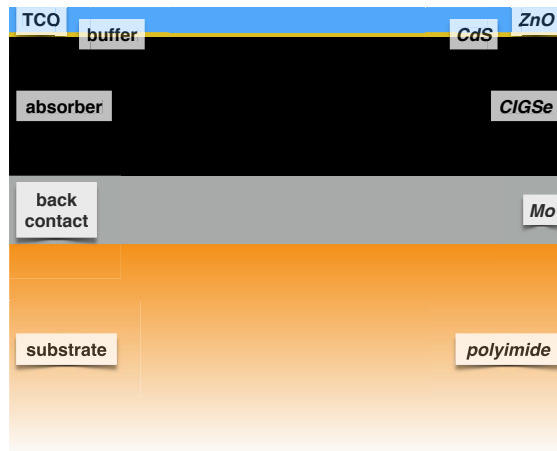 TCO
ZnO
buffer
CdS
absorber
CIGSe
back
contact
Mo
substrate
polyimide